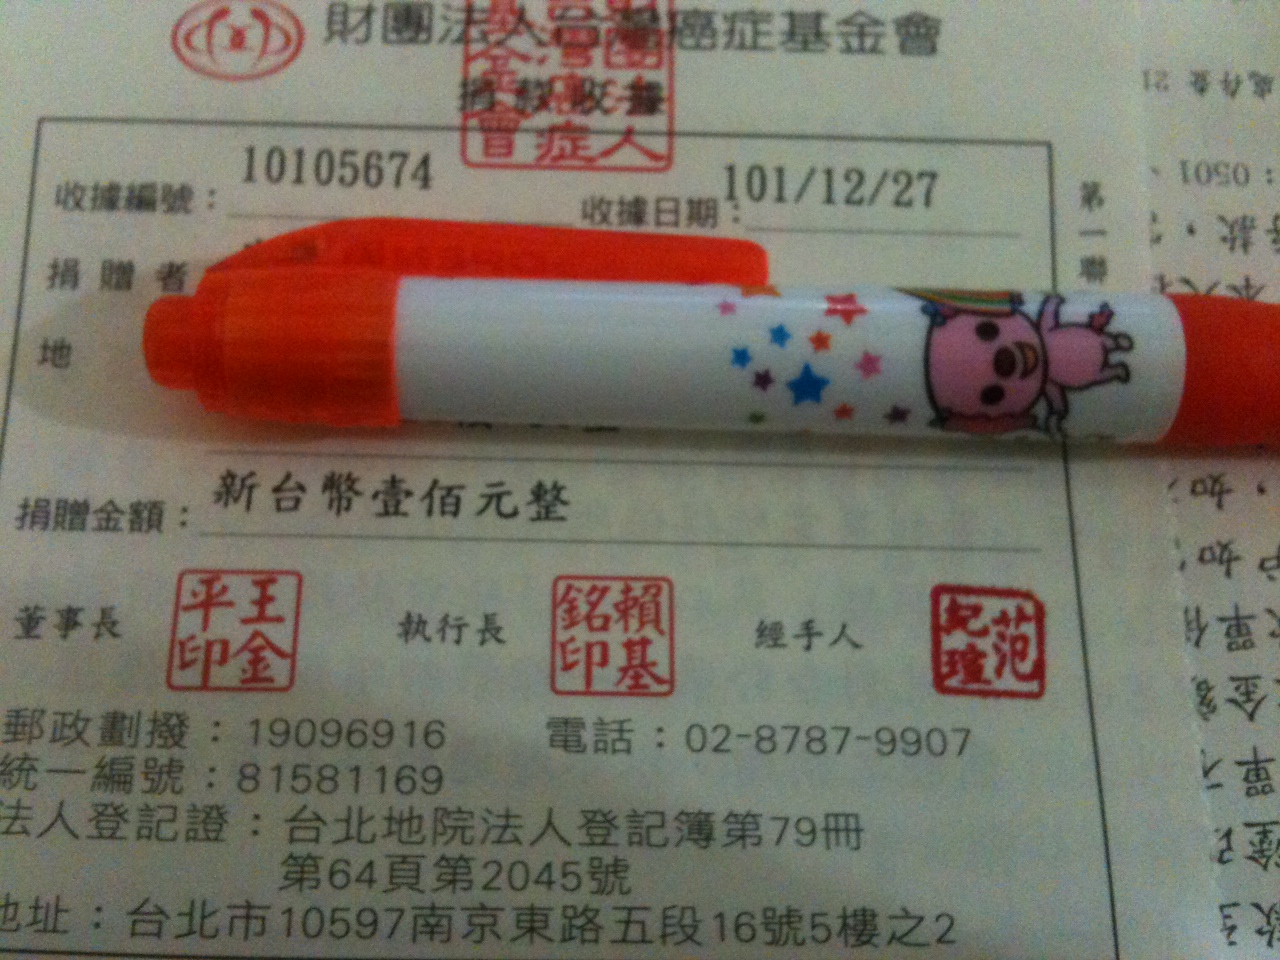 財團法人台灣癌症基金會
捐款收據
收據編號：10105674 收據日期：101/12/27
捐贈者
地
捐贈金額：新台幣壹佰元整
董事長 王金平印 執行長 賴基銘印 經手人 范紀瑄
郵政劃撥：19096916 電話：02-8787-9907
統一編號：81581169
法人登記證：台北地院法人登記簿第79冊
第64頁第2045號
地址：台北市10597南京東路五段16號5樓之2
第一聯